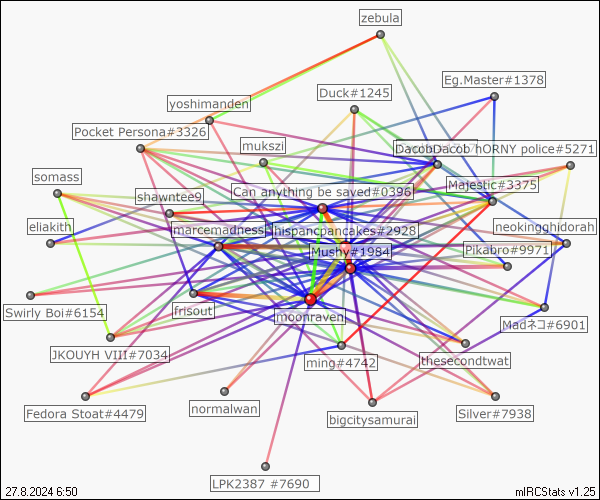 zebula
Eg.Master#1378
Duck#1245
yoshimanden
Pocket Persona#3326
mukszi
DacobDacob
hORNY police#5271
somass
shawntee9
Can anything be saved#0396
Majestic#3375
eliakith
marcemadness
hispancpancakes#2928
neokingghidorah
Mushy#1984
Pikabro#9971
Swirly Boi#6154
frisout
moonraven
Madネコ#6901
JKOUYH VIII#7034
ming#4742
thesecondtwat
Fedora Stoat#4479
normalwan
bigcitysamurai
Silver#7938
LPK2387 #7690
27.8.2024 6:50
mIRCStats v1.25